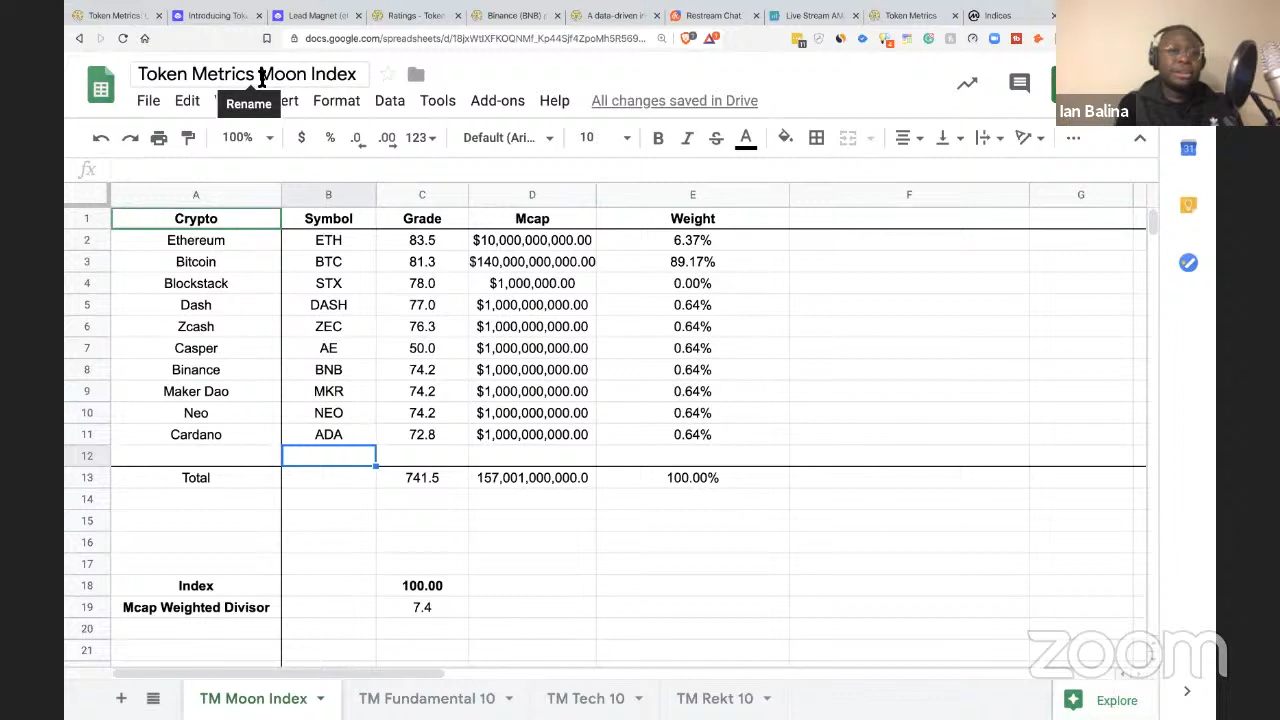 Token Metrics:
Introducing Tok
Lead Magnet (
Ratings - Token
Binance (BNB)
A data-driven i
Restream Chat
Live Stream AN
Token Metrics
Indices
docs.google.com/spreadsheets/d/18jxWtiXFKOQNMf_Kp44Sjf4ZpoMh5R569...
Token Metrics Moon Index
Rename
File Edit ert Format Data Tools Add-ons Help All changes saved in Drive
Ian Balina
100% $ % .0 .00 123 Default (Ari... 10 B I S A
fx
31
A B C D E F G
1 Crypto Symbol Grade Mcap Weight
2 Ethereum ETH 83.5 $10,000,000,000.00 6.37%
3 Bitcoin BTC 81.3 $140,000,000,000.00 89.17%
4 Blockstack STX 78.0 $1,000,000.00 0.00%
5 Dash DASH 77.0 $1,000,000,000.00 0.64%
6 Zcash ZEC 76.3 $1,000,000,000.00 0.64%
7 Casper AE 50.0 $1,000,000,000.00 0.64%
8 Binance BNB 74.2 $1,000,000,000.00 0.64%
9 Maker Dao MKR 74.2 $1,000,000,000.00 0.64%
10 Neo NEO 74.2 $1,000,000,000.00 0.64%
11 Cardano ADA 72.8 $1,000,000,000.00 0.64%
12
13 Total 741.5 157,001,000,000.0 100.00%
14
15
16
17
18 Index 100.00
19 Mcap Weighted Divisor 7.4
20
21
zoom
TM Moon Index TM Fundamental 10 TM Tech 10 TM Rekt 10 Explore